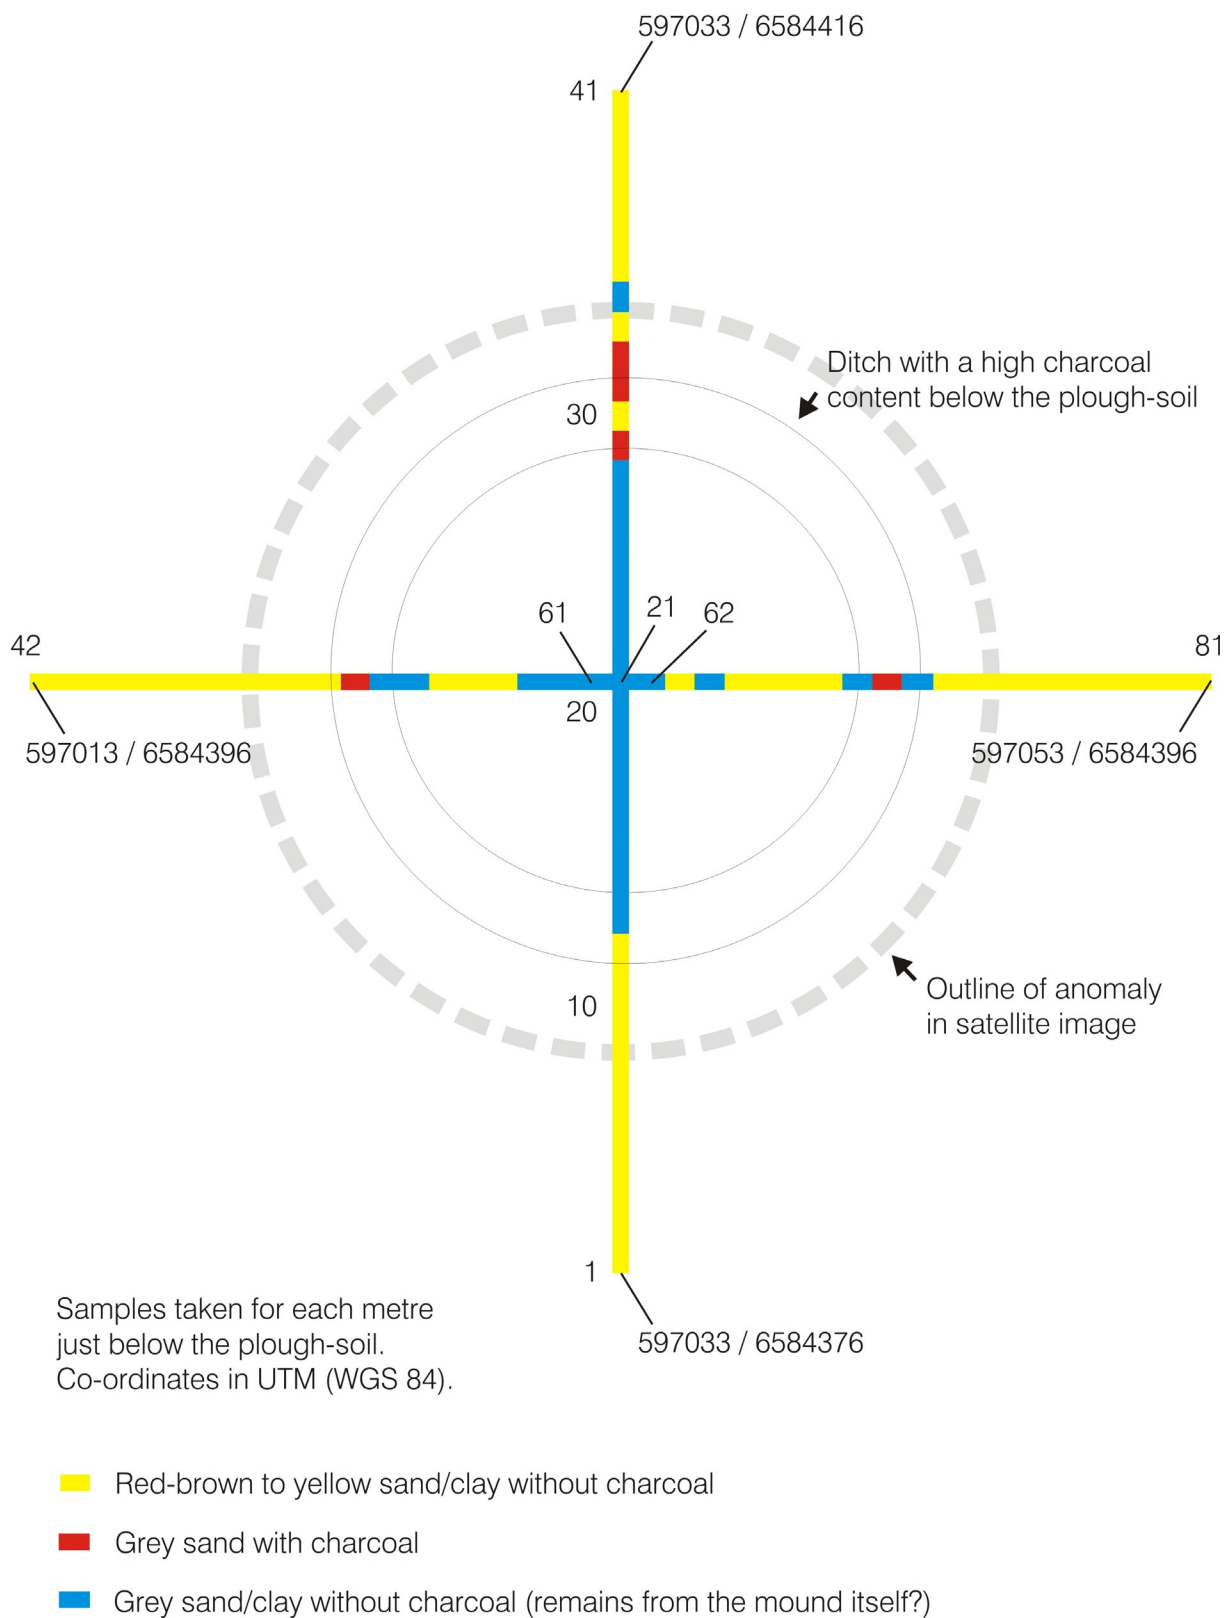 597033 / 6584416
41
Ditch with a high charcoal
content below the plough-soil
30
61
21
62
42
81
20
597013 / 6584396
597053 / 6584396
10
Outline of anomaly
in satellite image
1
Samples taken for each metre
just below the plough-soil.
Co-ordinates in UTM (WGS 84).
597033 / 6584376
Red-brown to yellow sand/clay without charcoal
Grey sand with charcoal
Grey sand/clay without charcoal (remains from the mound itself?)